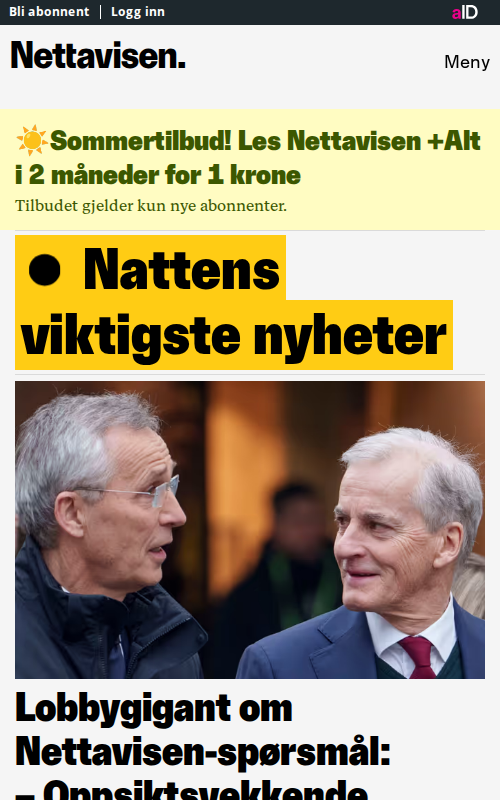 Bli abonnent | Logg inn
aID
Nettavisen.
Meny
☀️Sommertilbud! Les Nettavisen +Alt
i 2 måneder for 1 krone
Tilbudet gjelder kun nye abonnenter.
● Nattens
viktigste nyheter
Lobbygigant om
Nettavisen-spørsmål:
– Oppsiktsvekkende